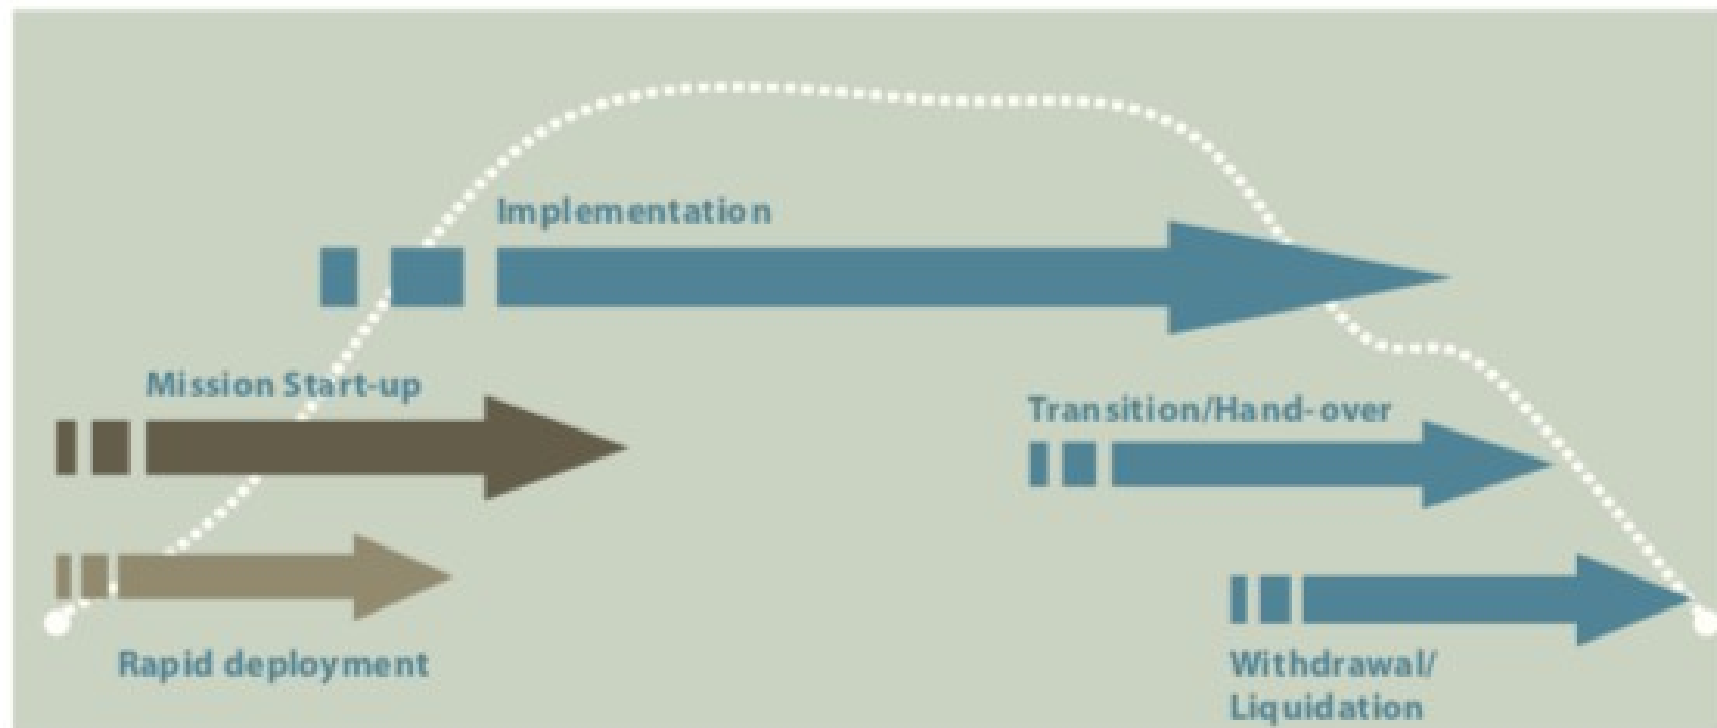 Implementation
Mission Start-up
Transition/Hand-over
Rapid deployment
Withdrawal/
Liquidation